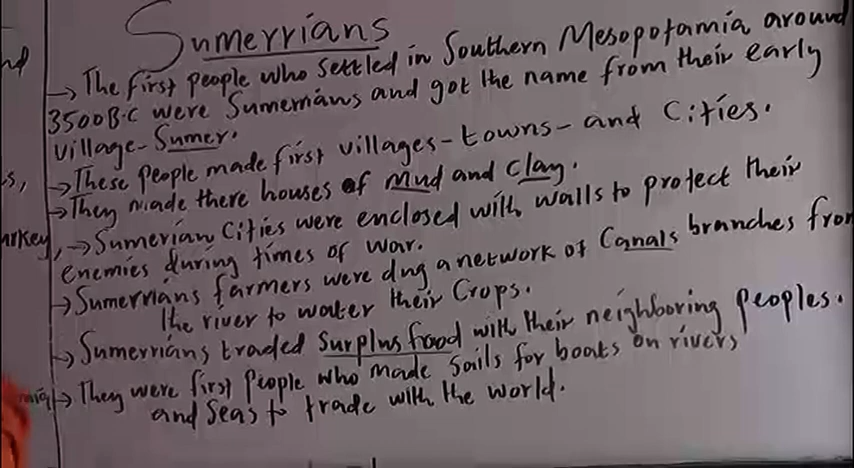 Sumerrians
nd
→ The first people who settled in Southern Mesopotamia around
3500B.C were Sumerrians and got the name from their early
village-Sumer.
s, → These people made first villages-towns-and Cities.
→ They made there houses of Mud and Clay.
arkey, → Sumerian Cities were enclosed with walls to protect their
enemies during times of war.
→ Sumerrians farmers were dug a network of Canals branches from
the river to water their Crops.
→ Sumerrians traded Surplus food with their neighboring peoples.
→ They were first people who made Sails for boats on rivers
and Seas to trade with the world.